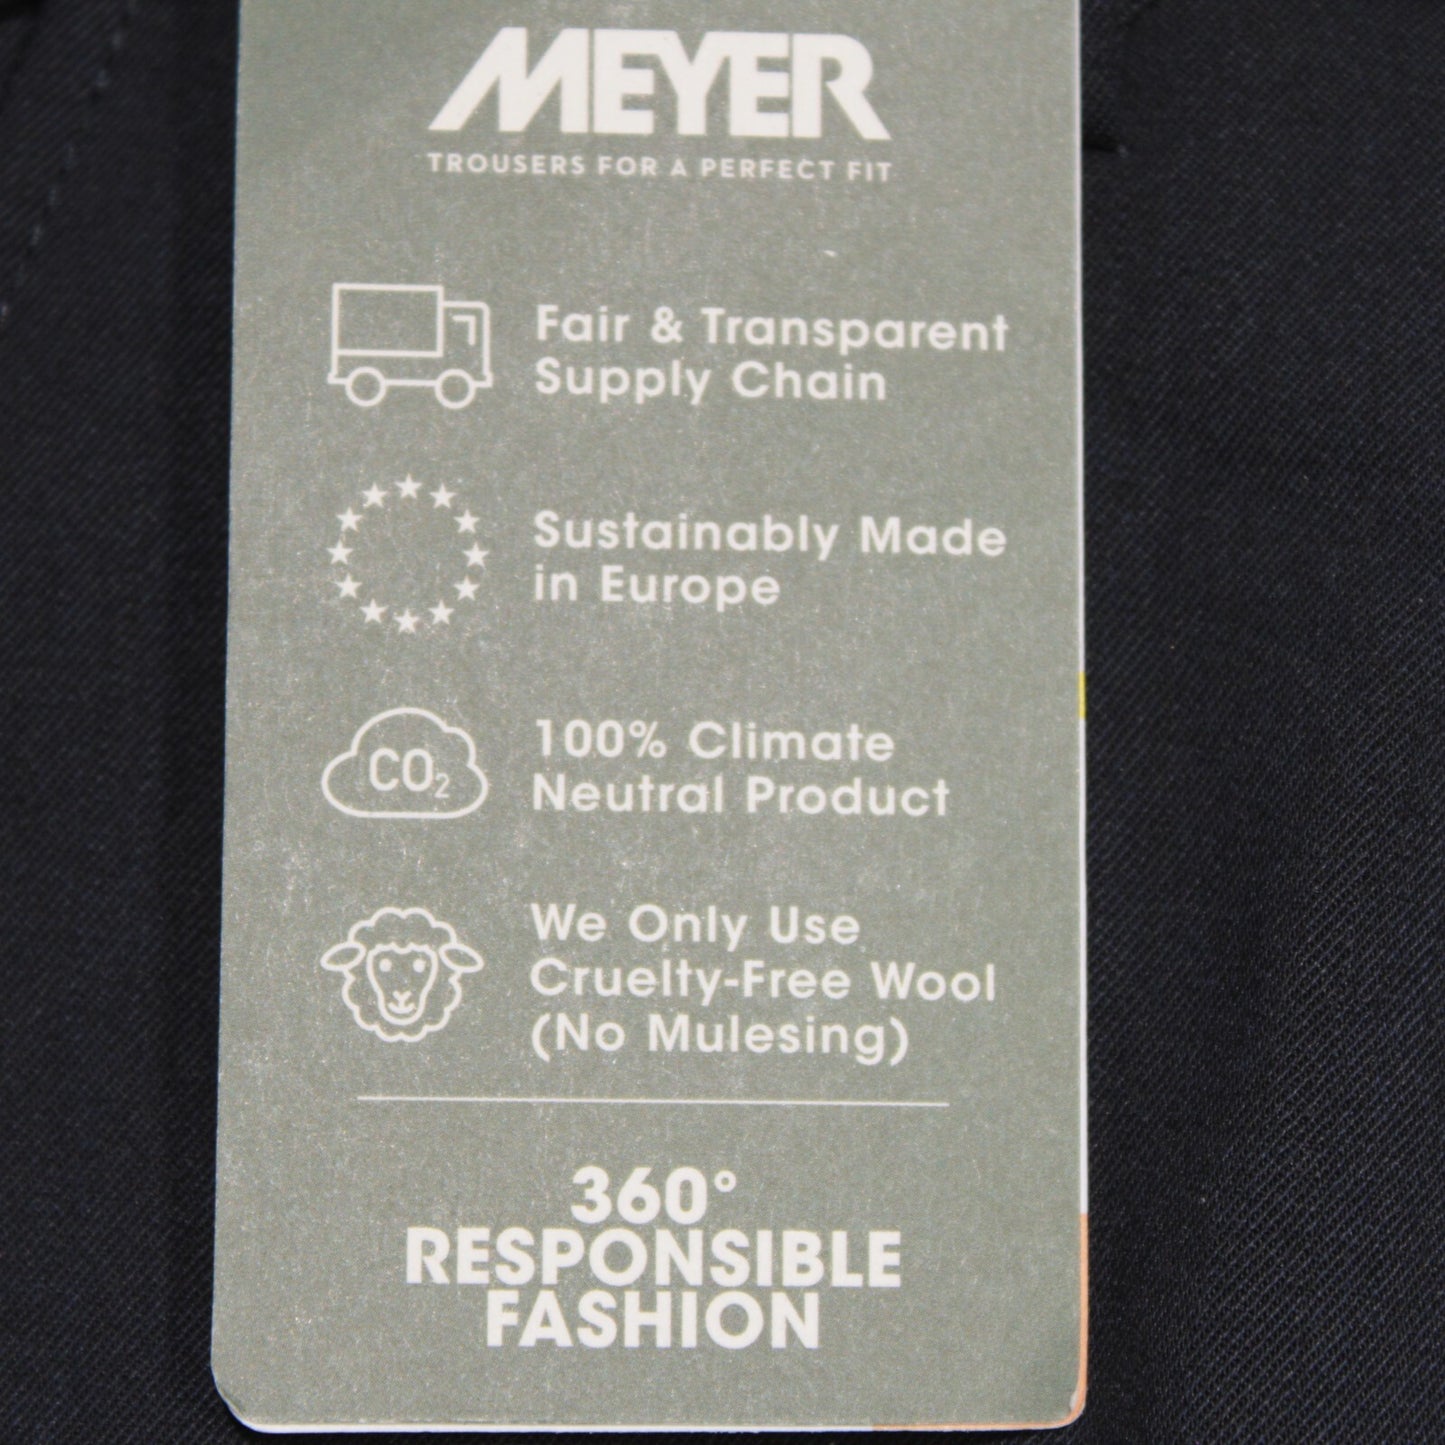 MEYER
TROUSERS FOR A PERFECT FIT
Fair & Transparent
Supply Chain
Sustainably Made
in Europe
CO₂
100% Climate
Neutral Product
We Only Use
Cruelty-Free Wool
(No Mulesing)
360°
RESPONSIBLE
FASHION